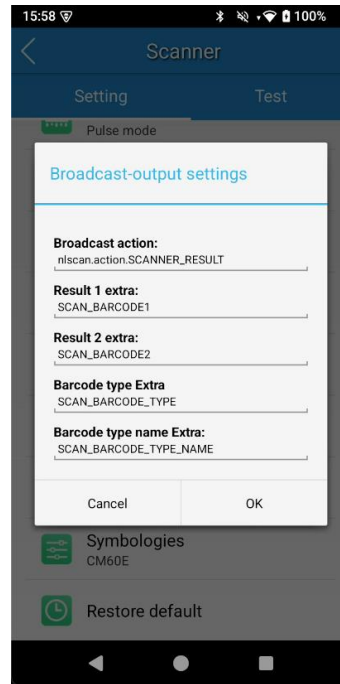 15:58
100%
Scanner
Setting
Test
Pulse mode
Broadcast-output settings
Broadcast action:
nlscan.action.SCANNER_RESULT
Result 1 extra:
SCAN_BARCODE1
Result 2 extra:
SCAN_BARCODE2
Barcode type Extra
SCAN_BARCODE_TYPE
Barcode type name Extra:
SCAN_BARCODE_TYPE_NAME
Cancel
OK
Symbologies
CM60E
Restore default